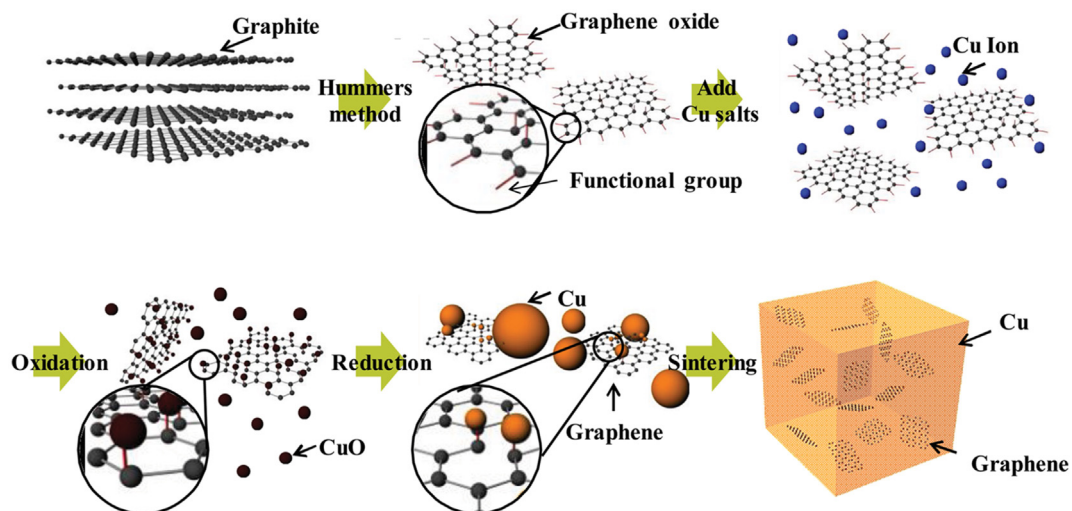 Graphite
Hummers
method
Graphene oxide
Functional group
Add
Cu salts
Cu Ion
Oxidation
CuO
Reduction
Cu
Graphene
Sintering
Cu
Graphene